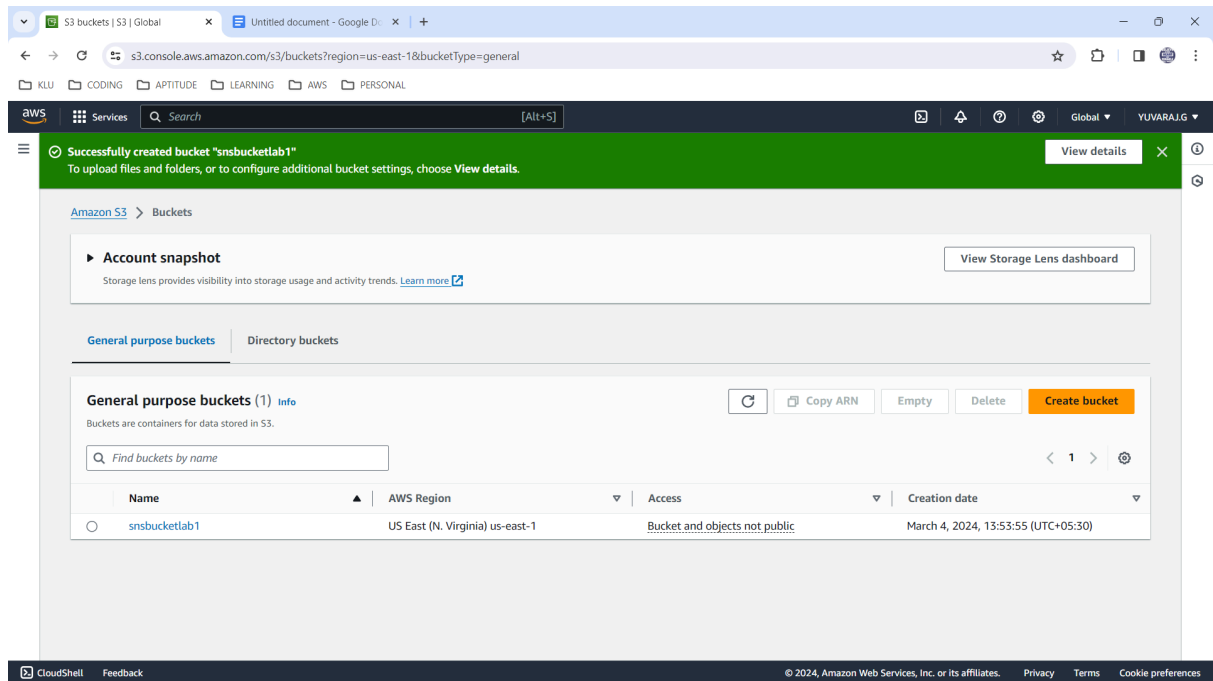 S3 buckets | S3 | Global
Untitled document - Google Do
s3.console.aws.amazon.com/s3/buckets?region=us-east-1&bucketType=general
KLU CODING APTITUDE LEARNING AWS PERSONAL
aws Services Search [Alt+S] Global YUVARAJ.G
Successfully created bucket "snsbucketlab1"
To upload files and folders, or to configure additional bucket settings, choose View details.
View details
Amazon S3 > Buckets
Account snapshot
Storage lens provides visibility into storage usage and activity trends. Learn more
View Storage Lens dashboard
General purpose buckets Directory buckets
General purpose buckets (1) Info
Buckets are containers for data stored in S3.
Copy ARN Empty Delete Create bucket
Find buckets by name
1
Name AWS Region Access Creation date
snsbucketlab1 US East (N. Virginia) us-east-1 Bucket and objects not public March 4, 2024, 13:53:55 (UTC+05:30)
CloudShell Feedback © 2024, Amazon Web Services, Inc. or its affiliates. Privacy Terms Cookie preferences